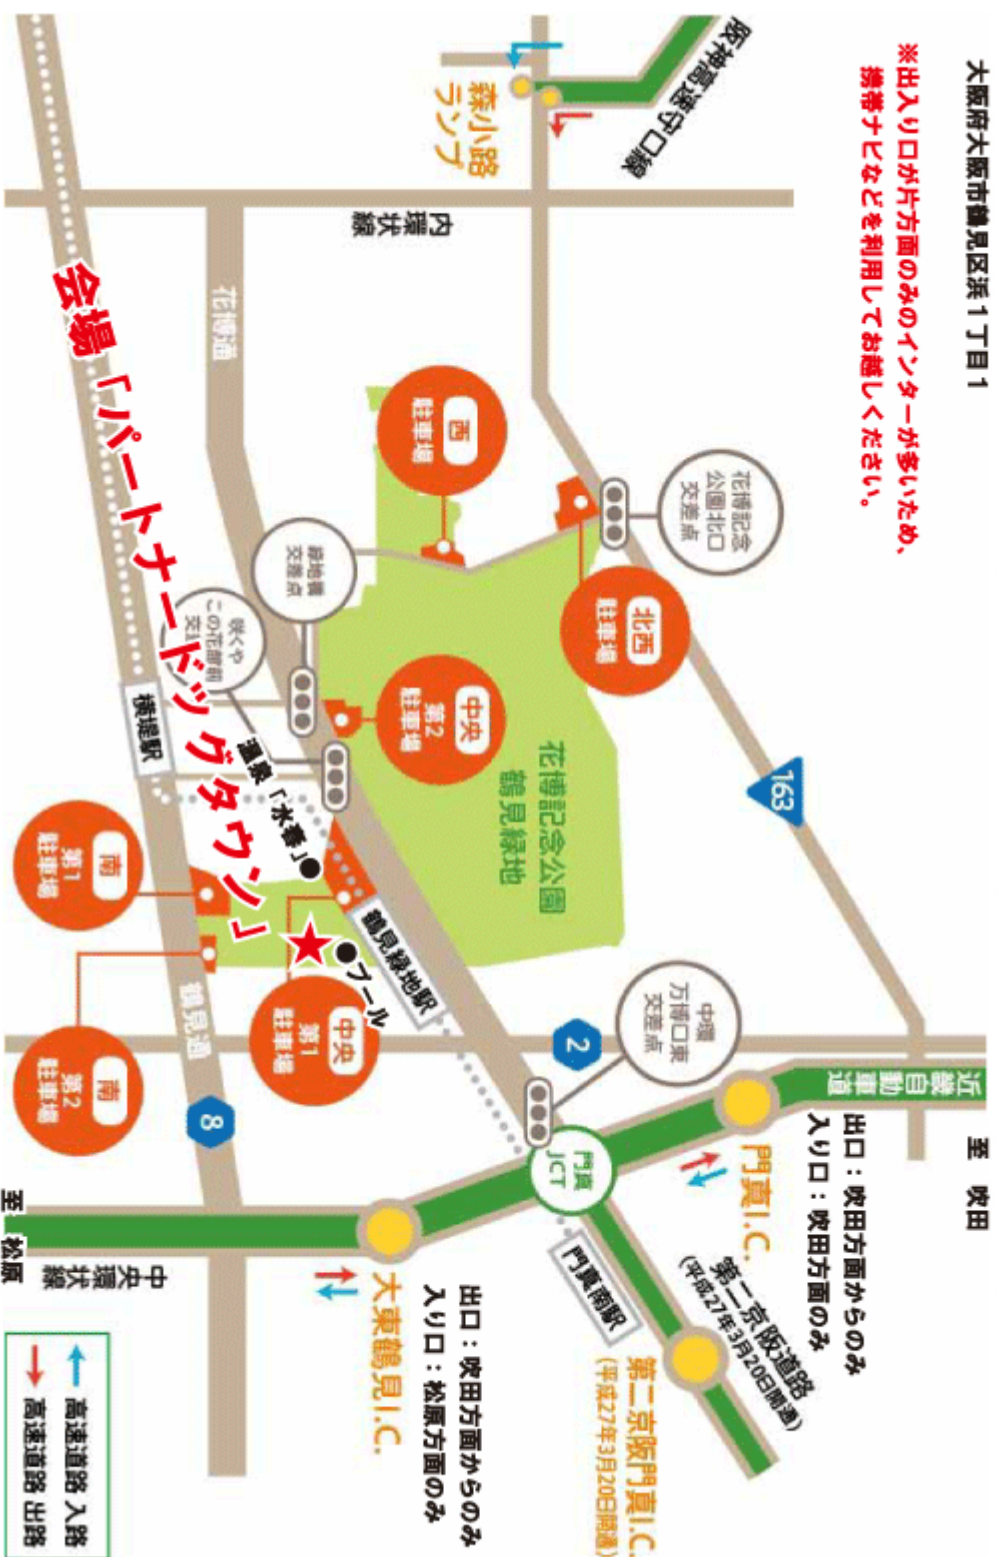 大阪府大阪市鶴見区浜1丁目1
※出入り口が片方面のみのインターが多いため、
携帯ナビなどを利用してお越しください。
阪神高速守口線
森小路
ランプ
内環状線
花博通
会場「パートナードッグタウン」
西
駐車場
花博記念
公園北口
交差点
北西
駐車場
緑地橋
交差点
咲くや
この花館前
中央
第2
駐車場
花博記念公園
鶴見緑地
163
横堤駅
温泉「水春」
南
第1
駐車場
鶴見緑地駅
プール
中央
第1
駐車場
鶴見通
南
第2
駐車場
8
2
中環
万博口東
交差点
近畿自動車道
至 吹田
門真I.C.
出口：吹田方面からのみ
入り口：吹田方面のみ
門真
JCT
門真南駅
第二京阪道路
(平成27年3月20日開通)
第二京阪門真I.C.
(平成27年3月20日開通)
大東鶴見I.C.
出口：吹田方面からのみ
入り口：松原方面のみ
中央環状線
至 松原
高速道路 入路
高速道路 出路